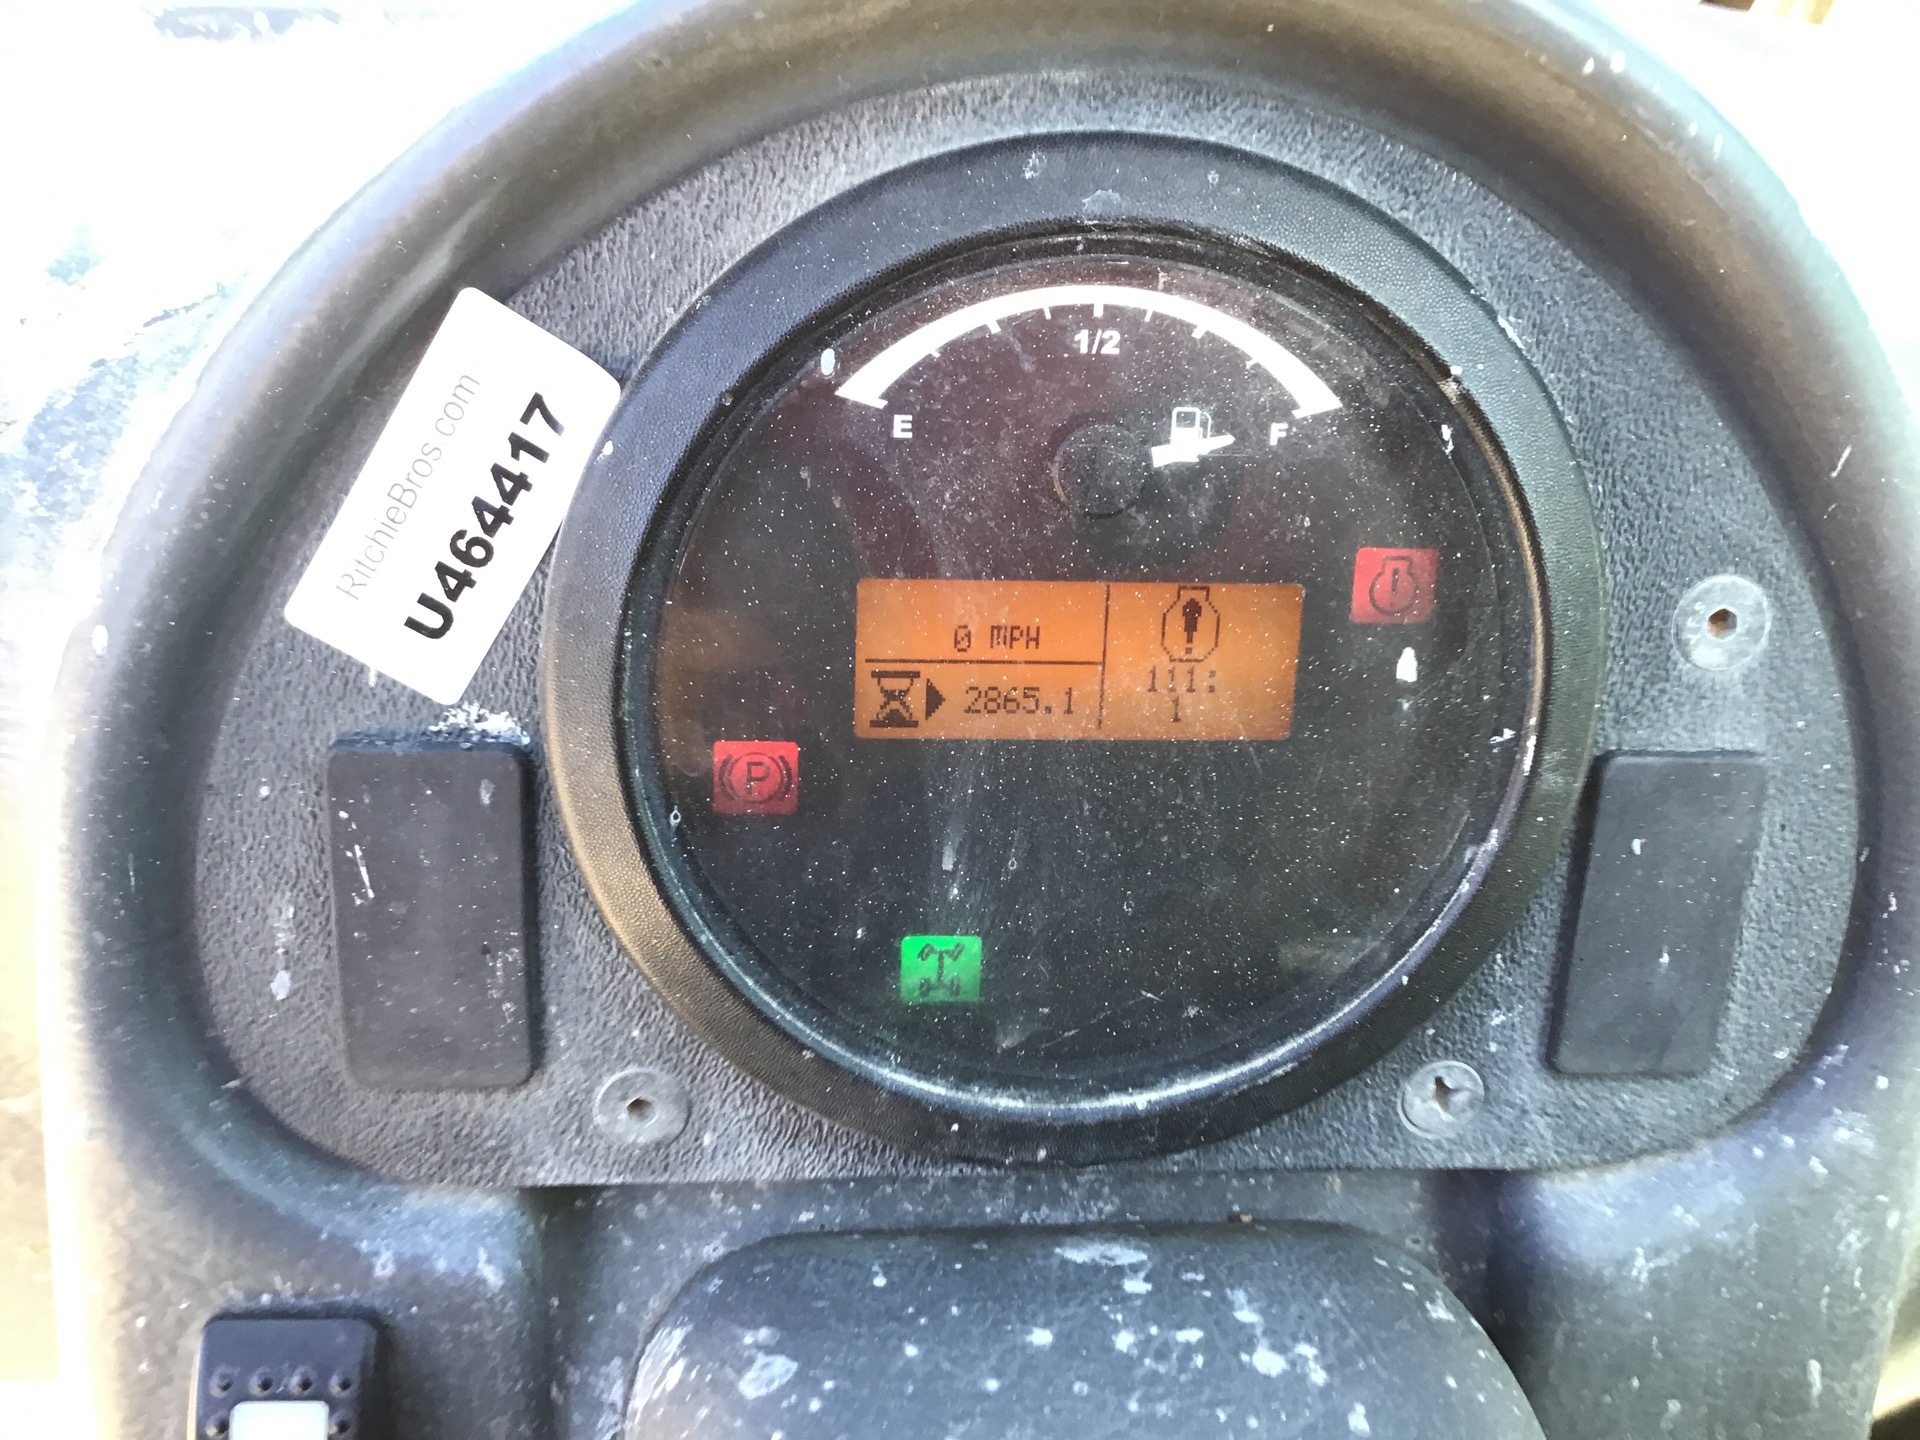 RitchieBros.com
U464417
1/2
E
F
0 MPH
2865.1
111:
1
P